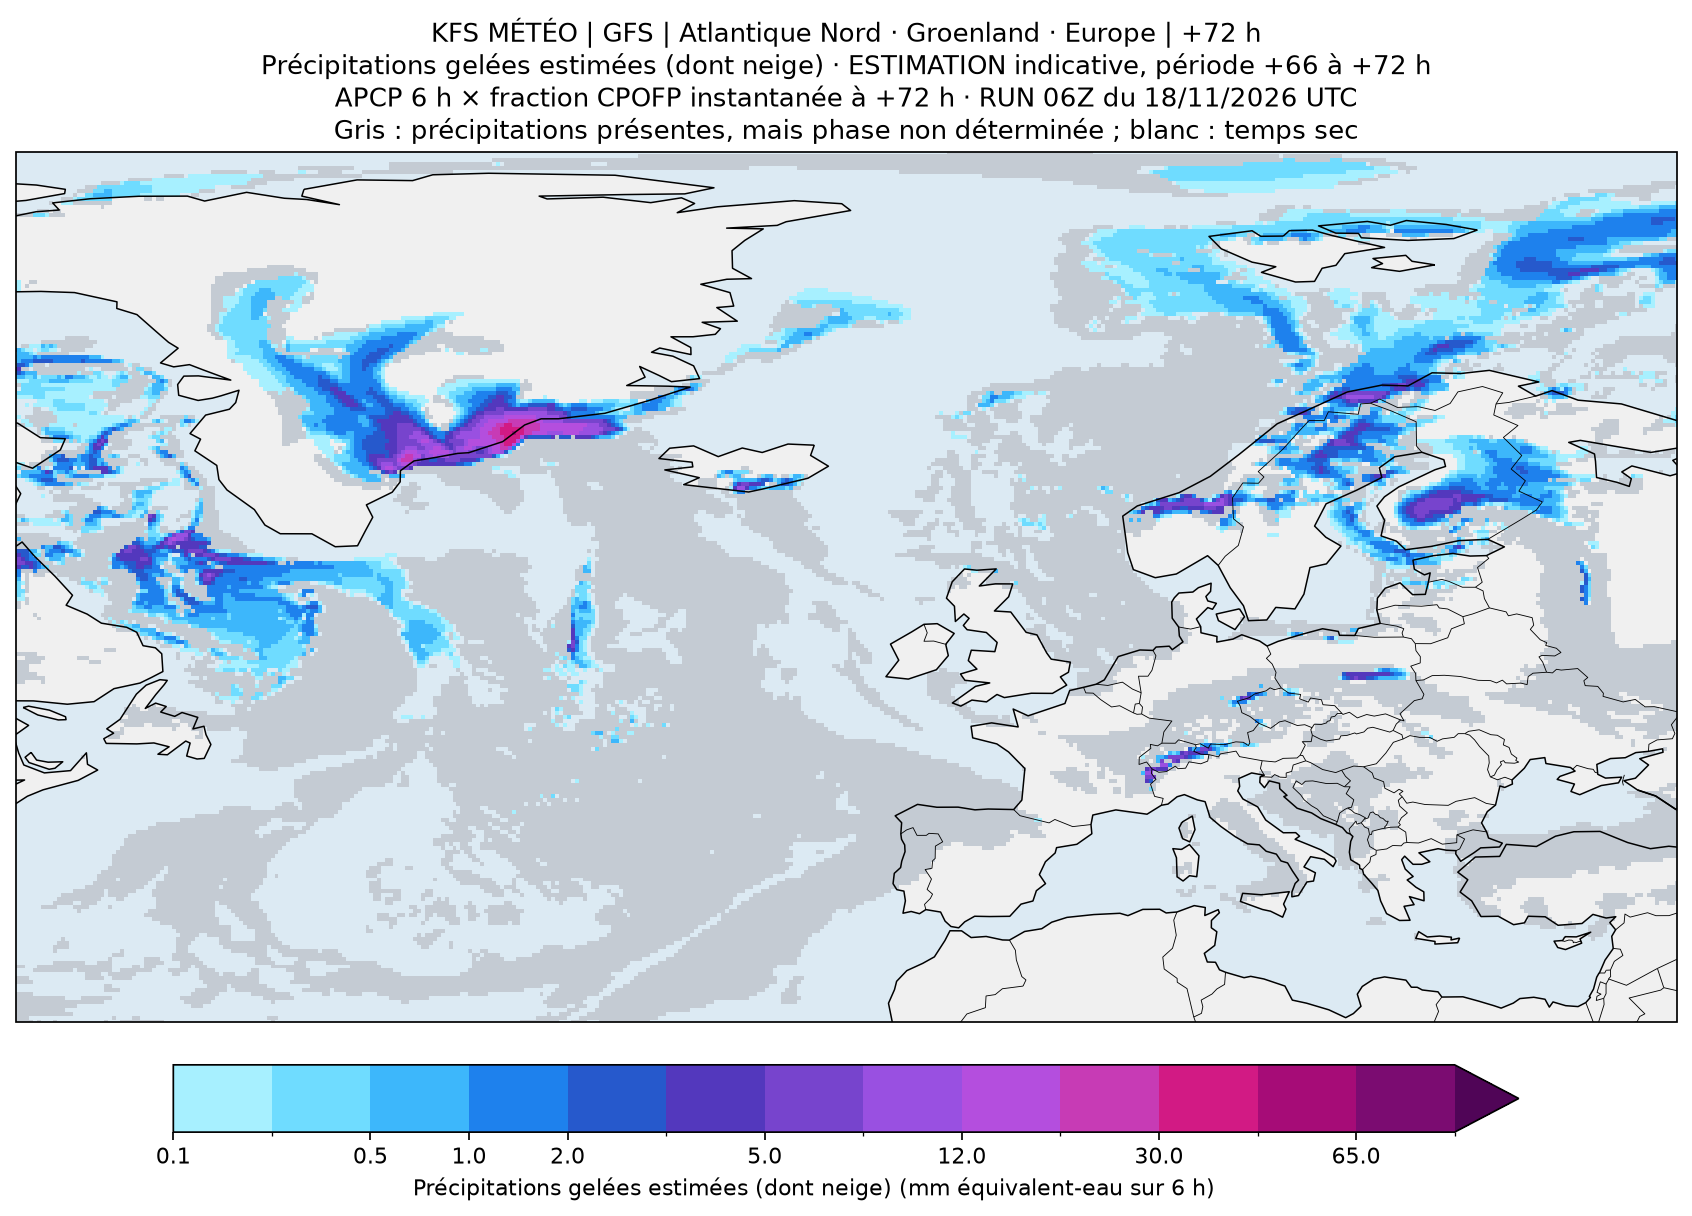 KFS MÉTÉO | GFS | Atlantique Nord · Groenland · Europe | +72 h
Précipitations gelées estimées (dont neige) · ESTIMATION indicative, période +66 à +72 h
APCP 6 h × fraction CPOFP instantanée à +72 h · RUN 06Z du 18/11/2026 UTC
Gris : précipitations présentes, mais phase non déterminée ; blanc : temps sec
0.1 0.5 1.0 2.0 5.0 12.0 30.0 65.0
Précipitations gelées estimées (dont neige) (mm équivalent-eau sur 6 h)